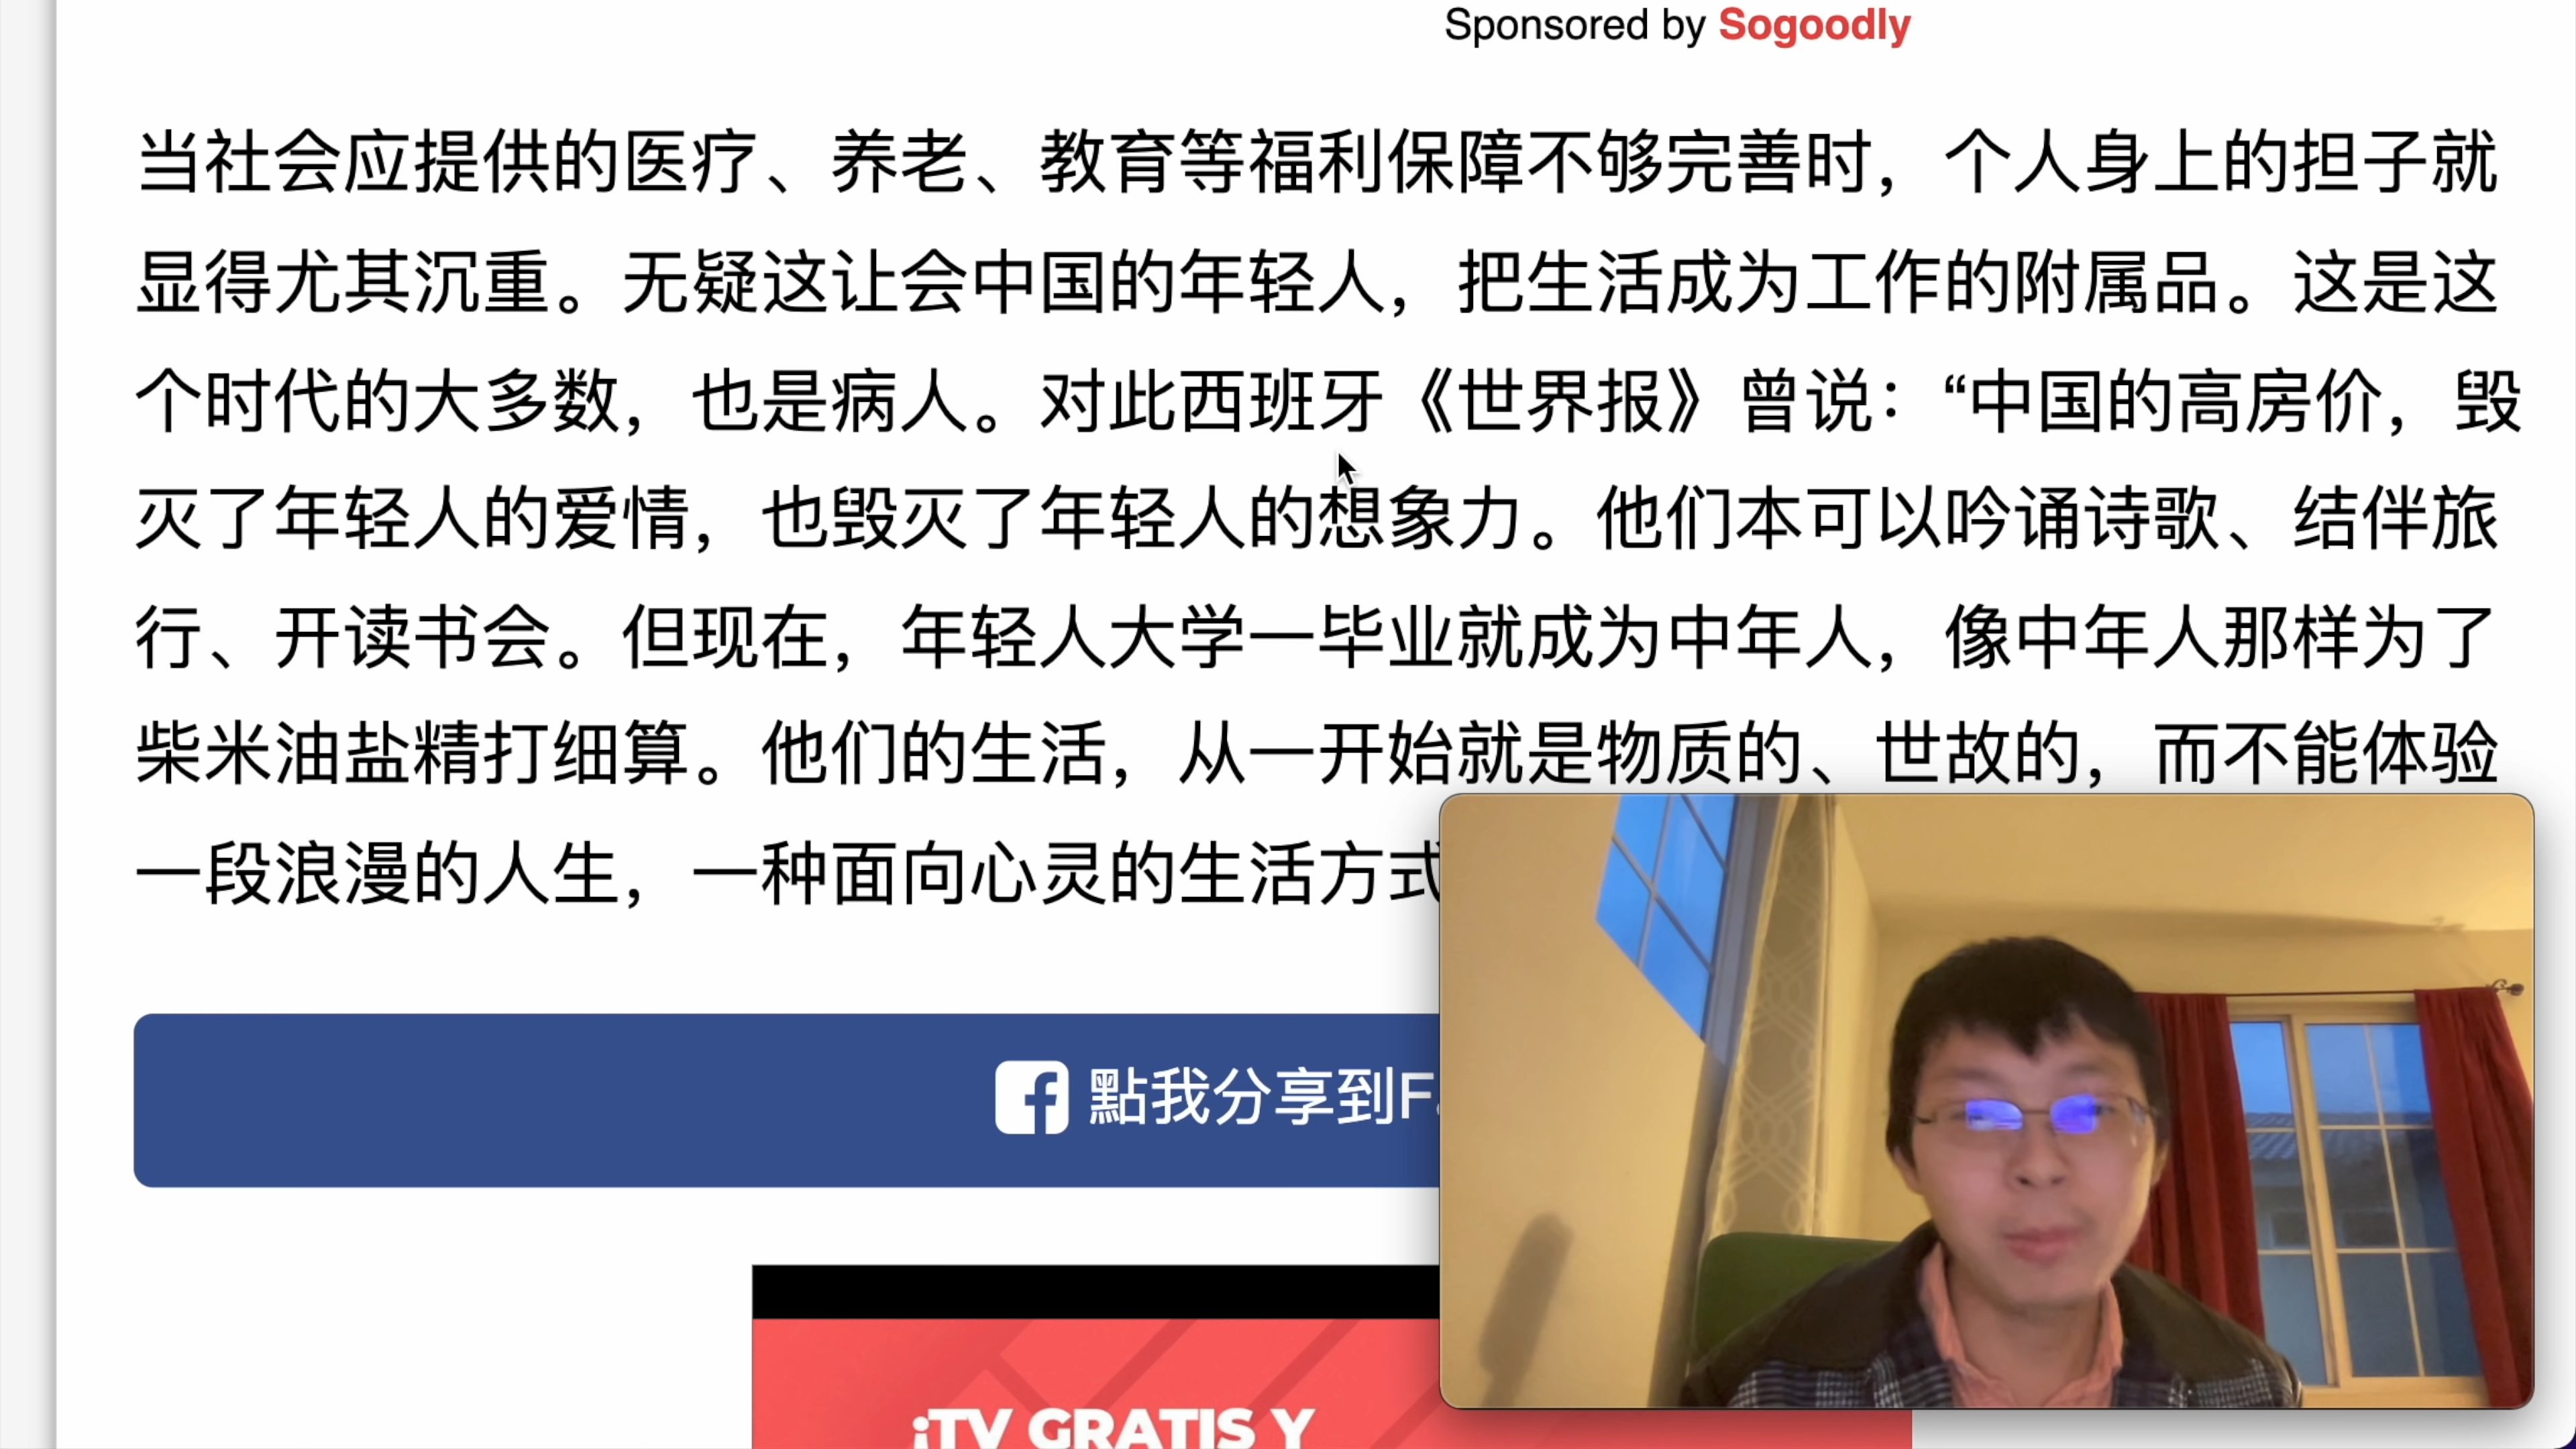 Sponsored by Sogoodly
当社会应提供的医疗、养老、教育等福利保障不够完善时，个人身上的担子就
显得尤其沉重。无疑这让会中国的年轻人，把生活成为工作的附属品。这是这
个时代的大多数，也是病人。对此西班牙《世界报》曾说：“中国的高房价，毁
灭了年轻人的爱情，也毁灭了年轻人的想象力。他们本可以吟诵诗歌、结伴旅
行、开读书会。但现在，年轻人大学一毕业就成为中年人，像中年人那样为了
柴米油盐精打细算。他们的生活，从一开始就是物质的、世故的，而不能体验
一段浪漫的人生，一种面向心灵的生活方式
點我分享到F
¡TV GRATIS Y